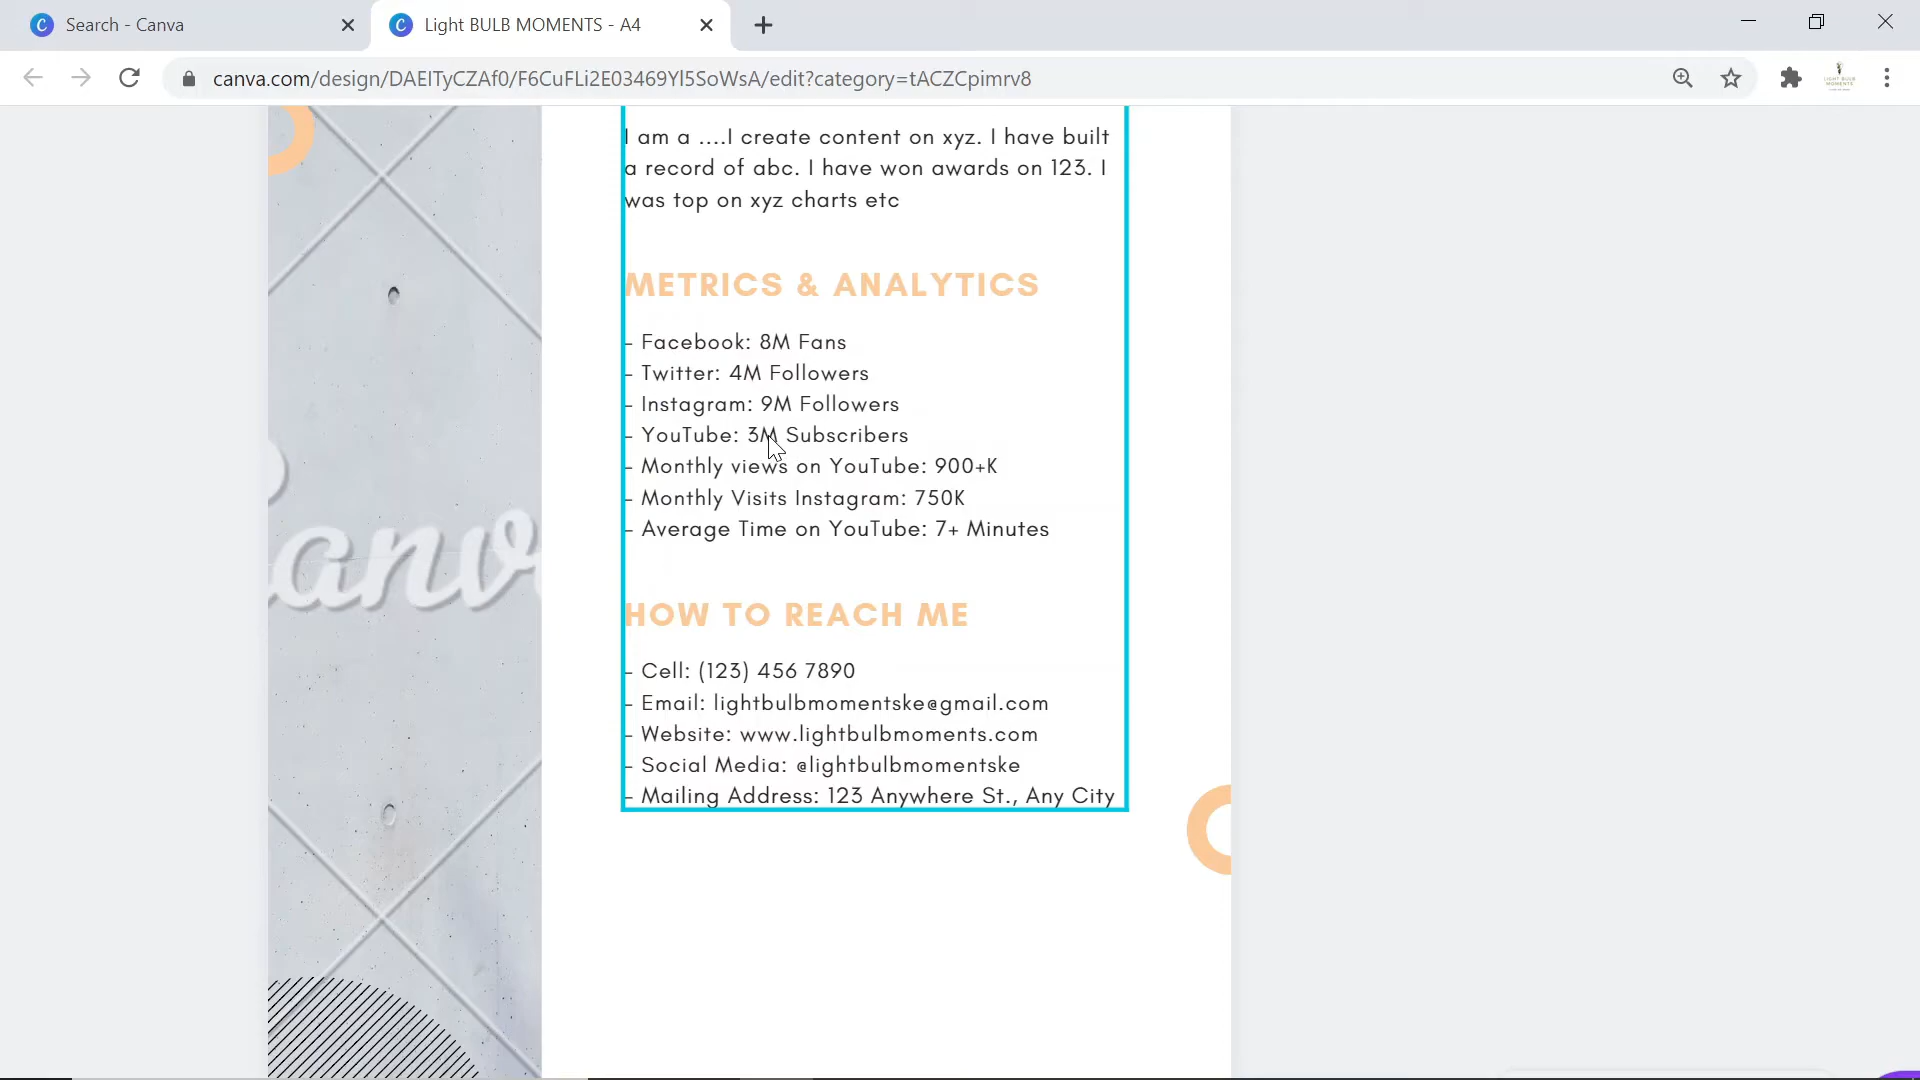 Search - Canva
Light BULB MOMENTS - A4
canva.com/design/DAEITyCZAf0/F6CuFLi2E03469Yl5SoWsA/edit?category=tACZCpimrv8
I am a ....I create content on xyz. I have built
a record of abc. I have won awards on 123. I
was top on xyz charts etc
METRICS & ANALYTICS
- Facebook: 8M Fans
- Twitter: 4M Followers
- Instagram: 9M Followers
- YouTube: 3M Subscribers
- Monthly views on YouTube: 900+K
- Monthly Visits Instagram: 750K
- Average Time on YouTube: 7+ Minutes
HOW TO REACH ME
- Cell: (123) 456 7890
- Email: lightbulbmomentske@gmail.com
- Website: www.lightbulbmoments.com
- Social Media: @lightbulbmomentske
- Mailing Address: 123 Anywhere St., Any City